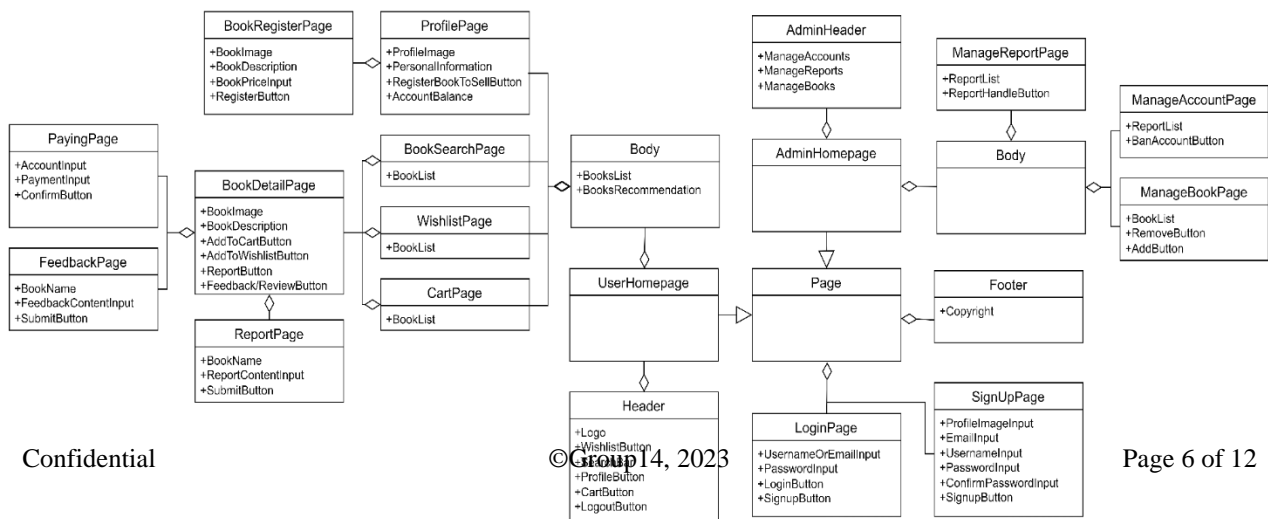 BookRegisterPage
+BookImage
+BookDescription
+BookPriceInput
+RegisterButton
ProfilePage
+ProfileImage
+PersonalInformation
+RegisterBookToSellButton
+AccountBalance
AdminHeader
+ManageAccounts
+ManageReports
+ManageBooks
ManageReportPage
+ReportList
+ReportHandleButton
ManageAccountPage
+ReportList
+BanAccountButton
PayingPage
+AccountInput
+PaymentInput
+ConfirmButton
BookSearchPage
+BookList
Body
+BooksList
+BooksRecommendation
AdminHomepage
Body
BookDetailPage
+BookImage
+BookDescription
+AddToCartButton
+AddToWishlistButton
+ReportButton
+Feedback/ReviewButton
ManageBookPage
+BookList
+RemoveButton
+AddButton
WishlistPage
+BookList
FeedbackPage
+BookName
+FeedbackContentInput
+SubmitButton
CartPage
+BookList
UserHomepage
Page
Footer
+Copyright
ReportPage
+BookName
+ReportContentInput
+SubmitButton
Header
+Logo
+WishlistButton
+SearchBar
+ProfileButton
+CartButton
+LogoutButton
LoginPage
+UsernameOrEmailInput
+PasswordInput
+LoginButton
+SignupButton
SignUpPage
+ProfileImageInput
+EmailInput
+UsernameInput
+PasswordInput
+ConfirmPasswordInput
+SignupButton
Confidential
©Group14, 2023
Page 6 of 12